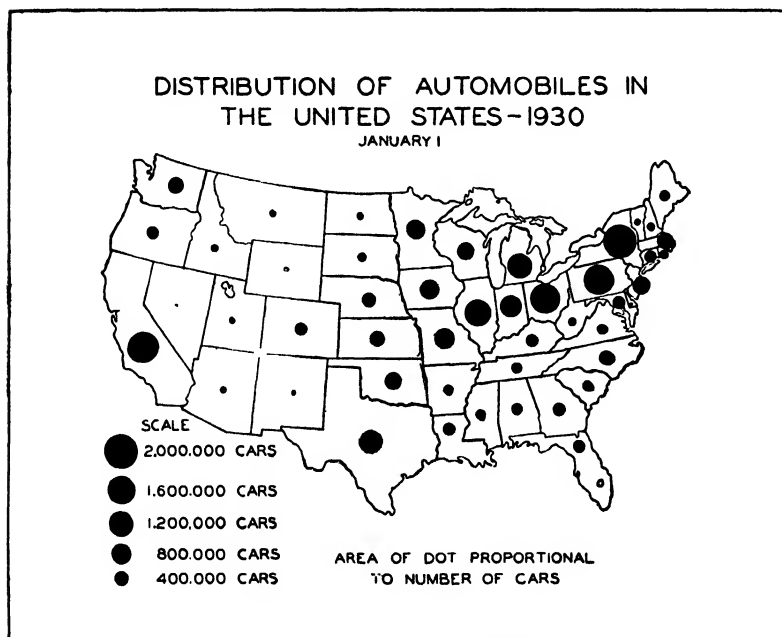 DISTRIBUTION OF AUTOMOBILES IN
THE UNITED STATES-1930
JANUARY 1
SCALE
2.000.000 CARS
1.600.000 CARS
1.200,000 CARS
800.000 CARS
400.000 CARS
AREA OF DOT PROPORTIONAL
TO NUMBER OF CARS